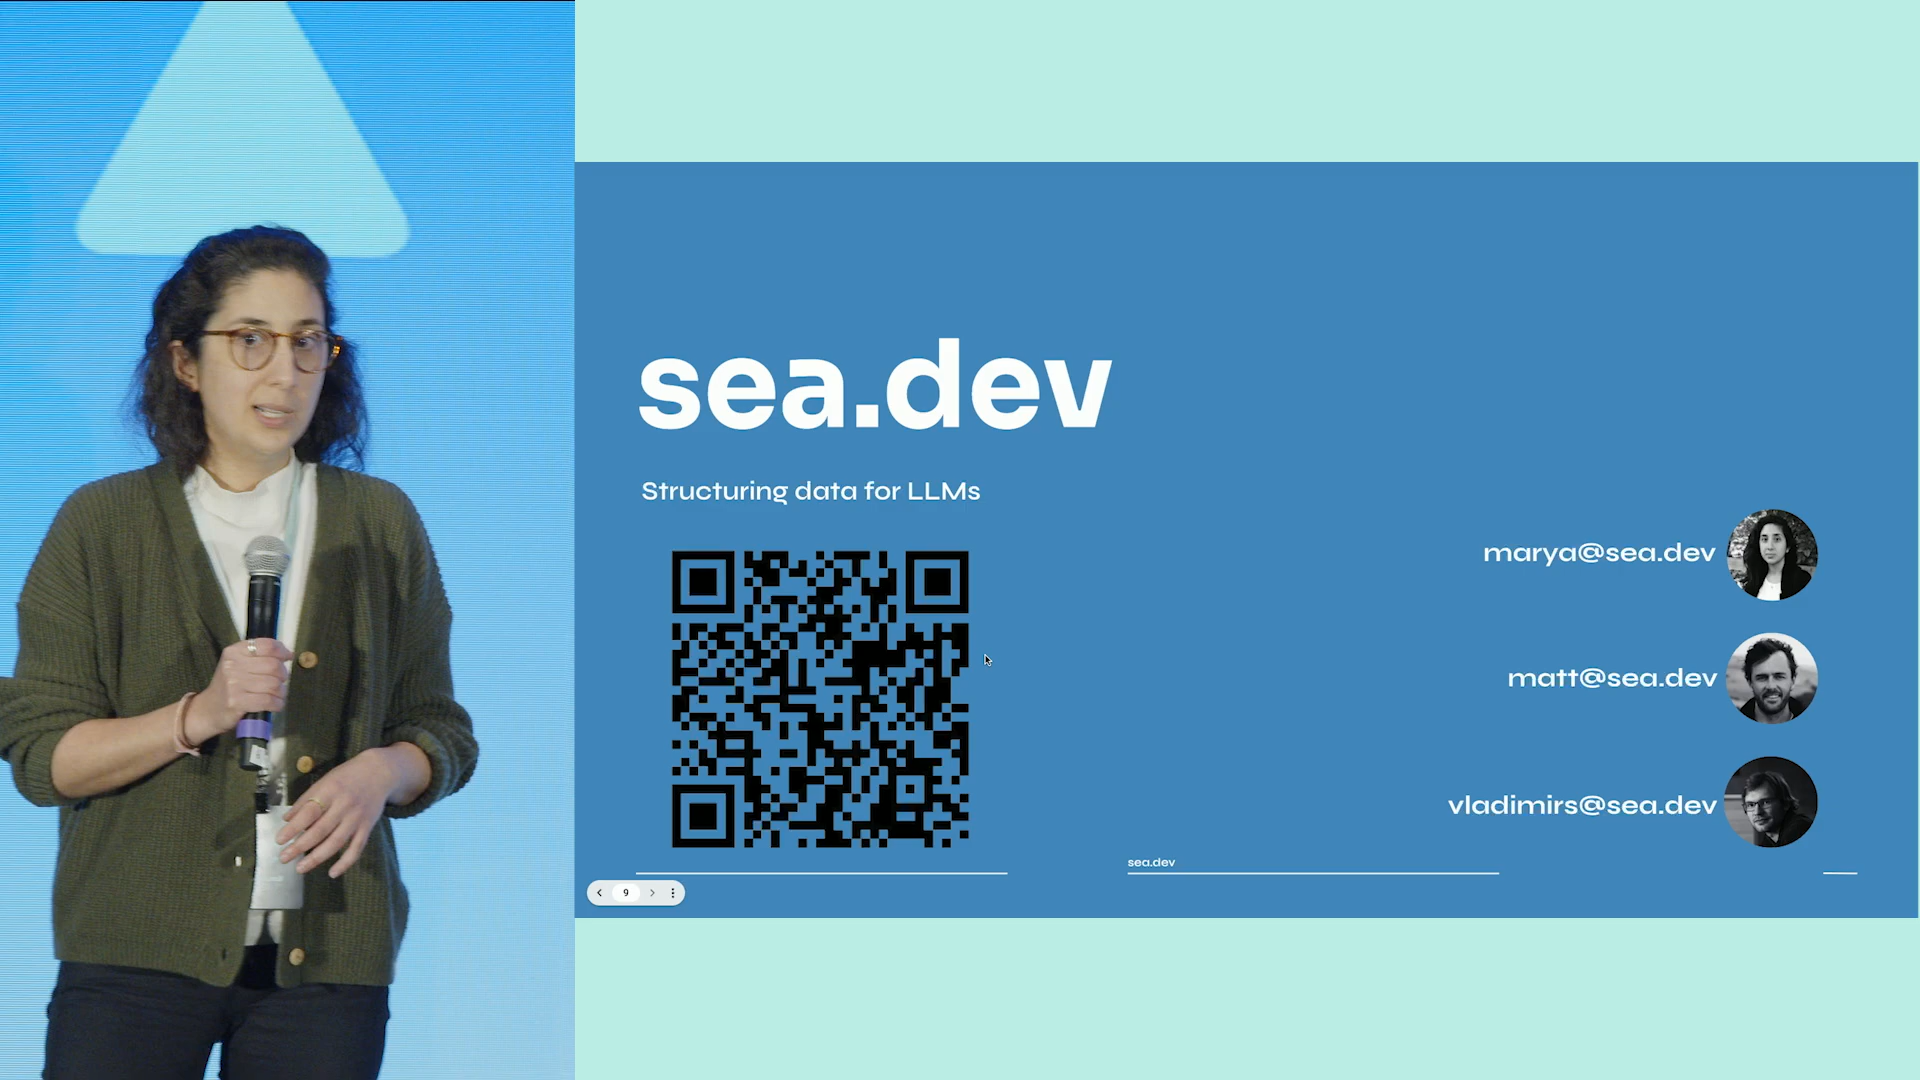 sea.dev
Structuring data for LLMs
marya@sea.dev
matt@sea.dev
vladimirs@sea.dev
sea.dev
9